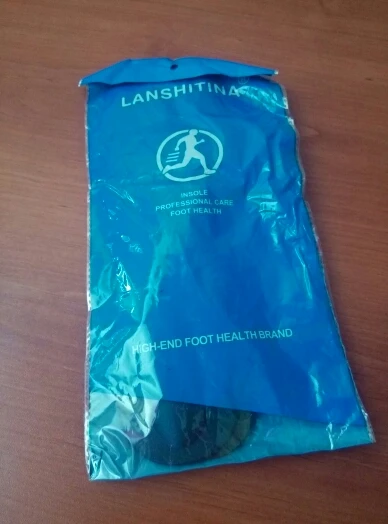 LANSHITINA
INSOLE
PROFESSIONAL CARE
FOOT HEALTH
HIGH-END FOOT HEALTH BRAND